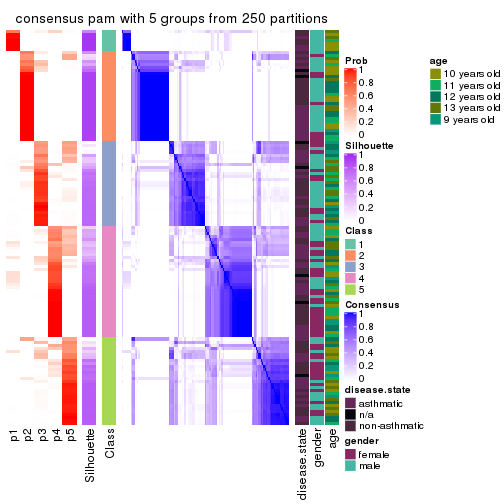 consensus pam with 5 groups from 250 partitions
Prob
1
0.8
0.6
0.4
0.2
0
Silhouette
1
0.8
0.6
0.4
0.2
0
Class
1
2
3
4
5
Consensus
1
0.8
0.6
0.4
0.2
0
disease.state
asthmatic
n/a
non-asthmatic
gender
female
male
age
10 years old
11 years old
12 years old
13 years old
9 years old
p1
p2
p3
p4
p5
Silhouette
Class
disease.state
gender
age